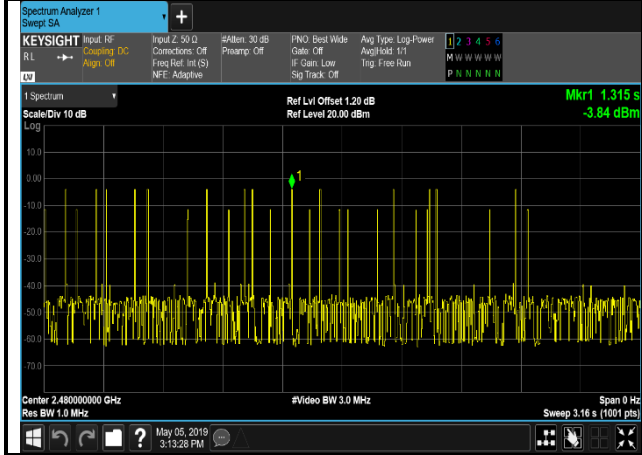 Spectrum Analyzer 1
Swept SA
+
KEYSIGHT Input: RF
RL
Coupling: DC
Align: Off
Input Z: 50 Ω
Corrections: Off
Freq Ref: Int (S)
NFE: Adaptive
#Atten: 30 dB
Preamp: Off
PNO: Best Wide
Gate: Off
IF Gain: Low
Sig Track: Off
Avg Type: Log-Power
Avg|Hold: 1/1
Trig: Free Run
1 2 3 4 5 6
M W W W W W
P N N N N N
1 Spectrum
Scale/Div 10 dB
Log
Ref Lvl Offset 1.20 dB
Ref Level 20.00 dBm
Mkr1 1.315 s
-3.84 dBm
10.0
0.00
-10.0
-20.0
-30.0
-40.0
-50.0
-60.0
-70.0
1
Center 2.480000000 GHz
Res BW 1.0 MHz
#Video BW 3.0 MHz
Span 0 Hz
Sweep 3.16 s (1001 pts)
?
May 05, 2019
3:13:28 PM